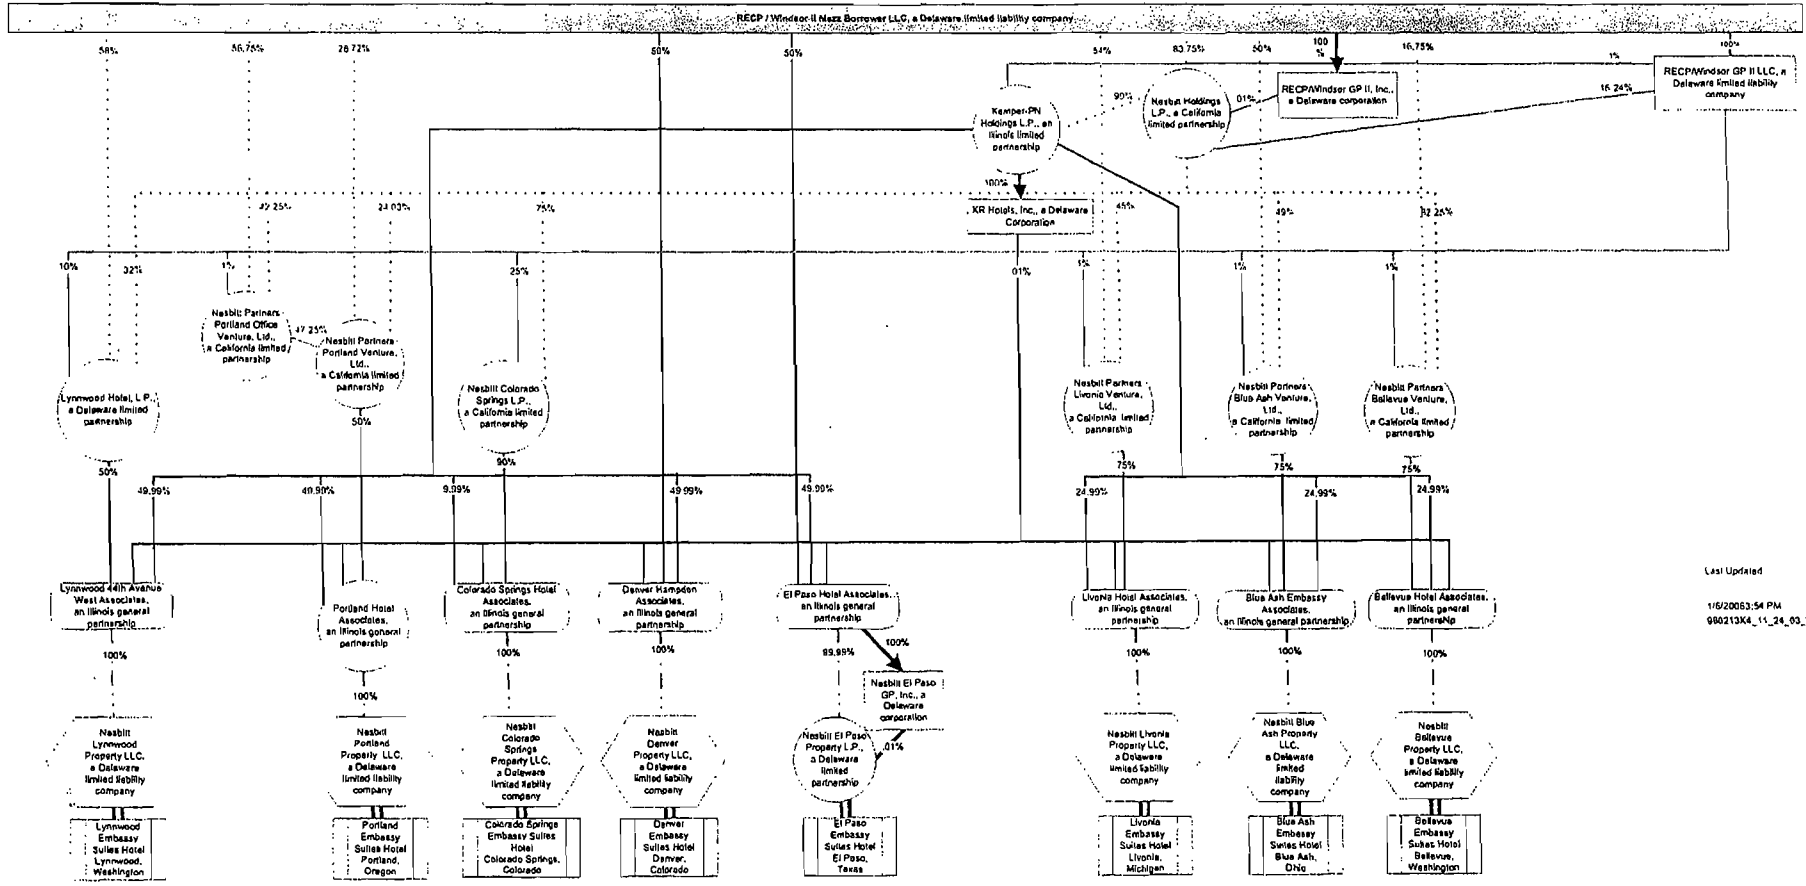 RECP / Windsor II Mezz Borrower LLC, a Delaware limited liability company
58%
56.75%
26.72%
50%
50%
54%
83.75%
50%
100
%
16.75%
100%
1%
RECP/Windsor GP II LLC, a
Delaware limited liability
company
16.24%
RECP/Windsor GP II, Inc.,
a Delaware corporation
.01%
Nesbitt Holdings
L.P., a California
limited partnership
99%
Kemper-PN
Holdings L.P., an
Illinois limited
partnership
100%
KR Hotels, Inc., a Delaware
Corporation
42.25%
24.03%
75%
45%
49%
82.25%
10%
32%
1%
25%
.01%
1%
1%
1%
Nesbitt Partners
Portland Office
Venture, Ltd.,
a California limited
partnership
47.25%
Nesbitt Partners
Portland Venture,
Ltd.,
a California limited
partnership
Lynnwood Hotel, L.P.,
a Delaware limited
partnership
Nesbitt Colorado
Springs L.P.,
a California limited
partnership
Nesbitt Partners
Livonia Venture,
Ltd.,
a California limited
partnership
Nesbitt Partners
Blue Ash Venture,
Ltd.,
a California limited
partnership
Nesbitt Partners
Bellevue Venture,
Ltd.,
a California limited
partnership
50%
50%
90%
75%
75%
75%
49.99%
49.99%
9.99%
49.99%
49.99%
24.99%
24.99%
24.99%
Lynnwood 44th Avenue
West Associates,
an Illinois general
partnership
Portland Hotel
Associates,
an Illinois general
partnership
Colorado Springs Hotel
Associates,
an Illinois general
partnership
Denver Hampden
Associates,
an Illinois general
partnership
El Paso Hotel Associates,
an Illinois general
partnership
Livonia Hotel Associates,
an Illinois general
partnership
Blue Ash Embassy
Associates,
an Illinois general partnership
Bellevue Hotel Associates,
an Illinois general
partnership
Last Updated
1/6/20063:54 PM
100%
100%
100%
100%
99.99%
100%
100%
100%
100%
Nesbitt El Paso
GP, Inc., a
Delaware
corporation
.01%
Nesbitt
Lynnwood
Property LLC,
a Delaware
limited liability
company
Nesbitt
Portland
Property LLC,
a Delaware
limited liability
company
Nesbitt
Colorado
Springs
Property LLC,
a Delaware
limited liability
company
Nesbitt
Denver
Property LLC,
a Delaware
limited liability
company
Nesbitt El Paso
Property L.P.,
a Delaware
limited
partnership
Nesbitt Livonia
Property LLC,
a Delaware
limited liability
company
Nesbitt Blue
Ash Property
LLC,
a Delaware
limited
liability
company
Nesbitt
Bellevue
Property LLC,
a Delaware
limited liability
company
Lynnwood
Embassy
Suites Hotel
Lynnwood,
Washington
Portland
Embassy
Suites Hotel
Portland,
Oregon
Colorado Springs
Embassy Suites
Hotel
Colorado Springs,
Colorado
Denver
Embassy
Suites Hotel
Denver,
Colorado
El Paso
Embassy
Suites Hotel
El Paso,
Texas
Livonia
Embassy
Suites Hotel
Livonia,
Michigan
Blue Ash
Embassy
Suites Hotel
Blue Ash,
Ohio
Bellevue
Embassy
Suites Hotel
Bellevue,
Washington